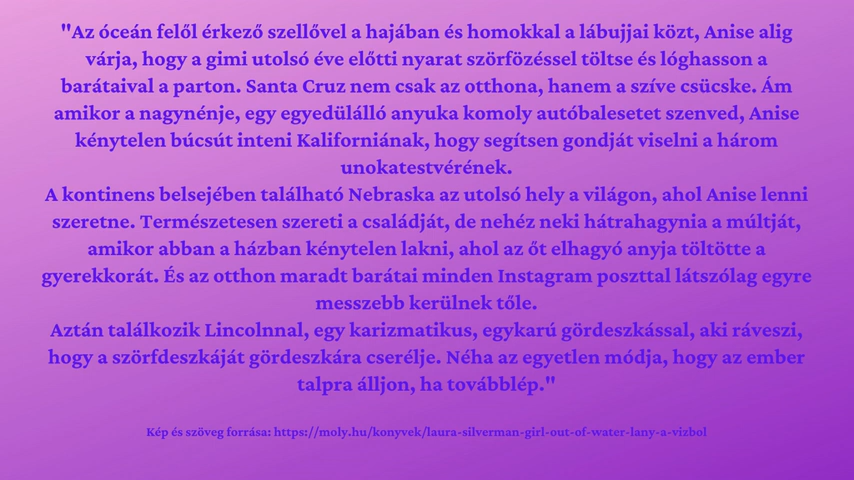 "Az óceán felől érkező szellővel a hajában és homokkal a lábujjai közt, Anise alig
várja, hogy a gimi utolsó éve előtti nyarat szörfözéssel töltse és lóghasson a
barátaival a parton. Santa Cruz nem csak az otthona, hanem a szíve csücske. Ám
amikor a nagynénje, egy egyedülálló anyuka komoly autóbalesetet szenved, Anise
kénytelen búcsút inteni Kaliforniának, hogy segítsen gondját viselni a három
unokatestvérének.
A kontinens belsejében található Nebraska az utolsó hely a világon, ahol Anise lenni
szeretne. Természetesen szereti a családját, de nehéz neki hátrahagynia a múltját,
amikor abban a házban kénytelen lakni, ahol az őt elhagyó anyja töltötte a
gyerekkorát. És az otthon maradt barátai minden Instagram poszttal látszólag egyre
messzebb kerülnek tőle.
Aztán találkozik Lincolnnal, egy karizmatikus, egykarú gördeszkással, aki ráveszi,
hogy a szörfdeszkáját gördeszkára cserélje. Néha az egyetlen módja, hogy az ember
talpra álljon, ha továbblép."
Kép és szöveg forrása: https://moly.hu/konyvek/laura-silverman-girl-out-of-water-lany-a-vizbol